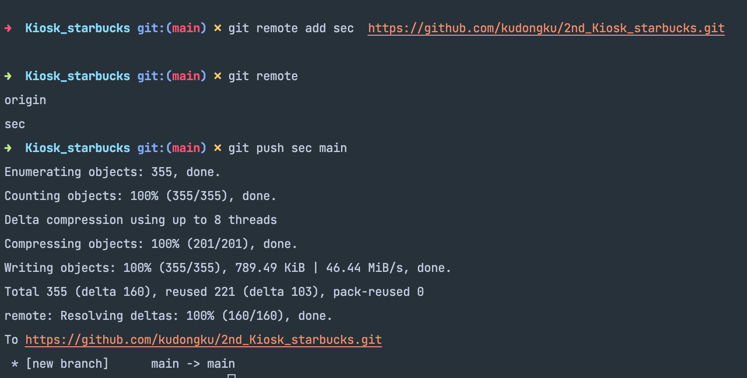 ➜  Kiosk_starbucks git:(main) ✗ git remote add sec  https://github.com/kudongku/2nd_Kiosk_starbucks.git
➜  Kiosk_starbucks git:(main) ✗ git remote
origin
sec
➜  Kiosk_starbucks git:(main) ✗ git push sec main
Enumerating objects: 355, done.
Counting objects: 100% (355/355), done.
Delta compression using up to 8 threads
Compressing objects: 100% (201/201), done.
Writing objects: 100% (355/355), 789.49 KiB | 46.44 MiB/s, done.
Total 355 (delta 160), reused 221 (delta 103), pack-reused 0
remote: Resolving deltas: 100% (160/160), done.
To https://github.com/kudongku/2nd_Kiosk_starbucks.git
 * [new branch]      main -> main